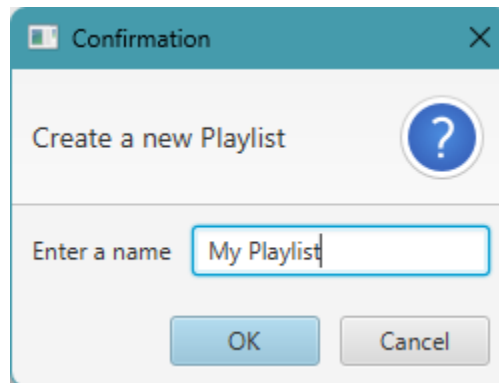 Confirmation
Create a new Playlist
?
Enter a name My Playlist
OK Cancel